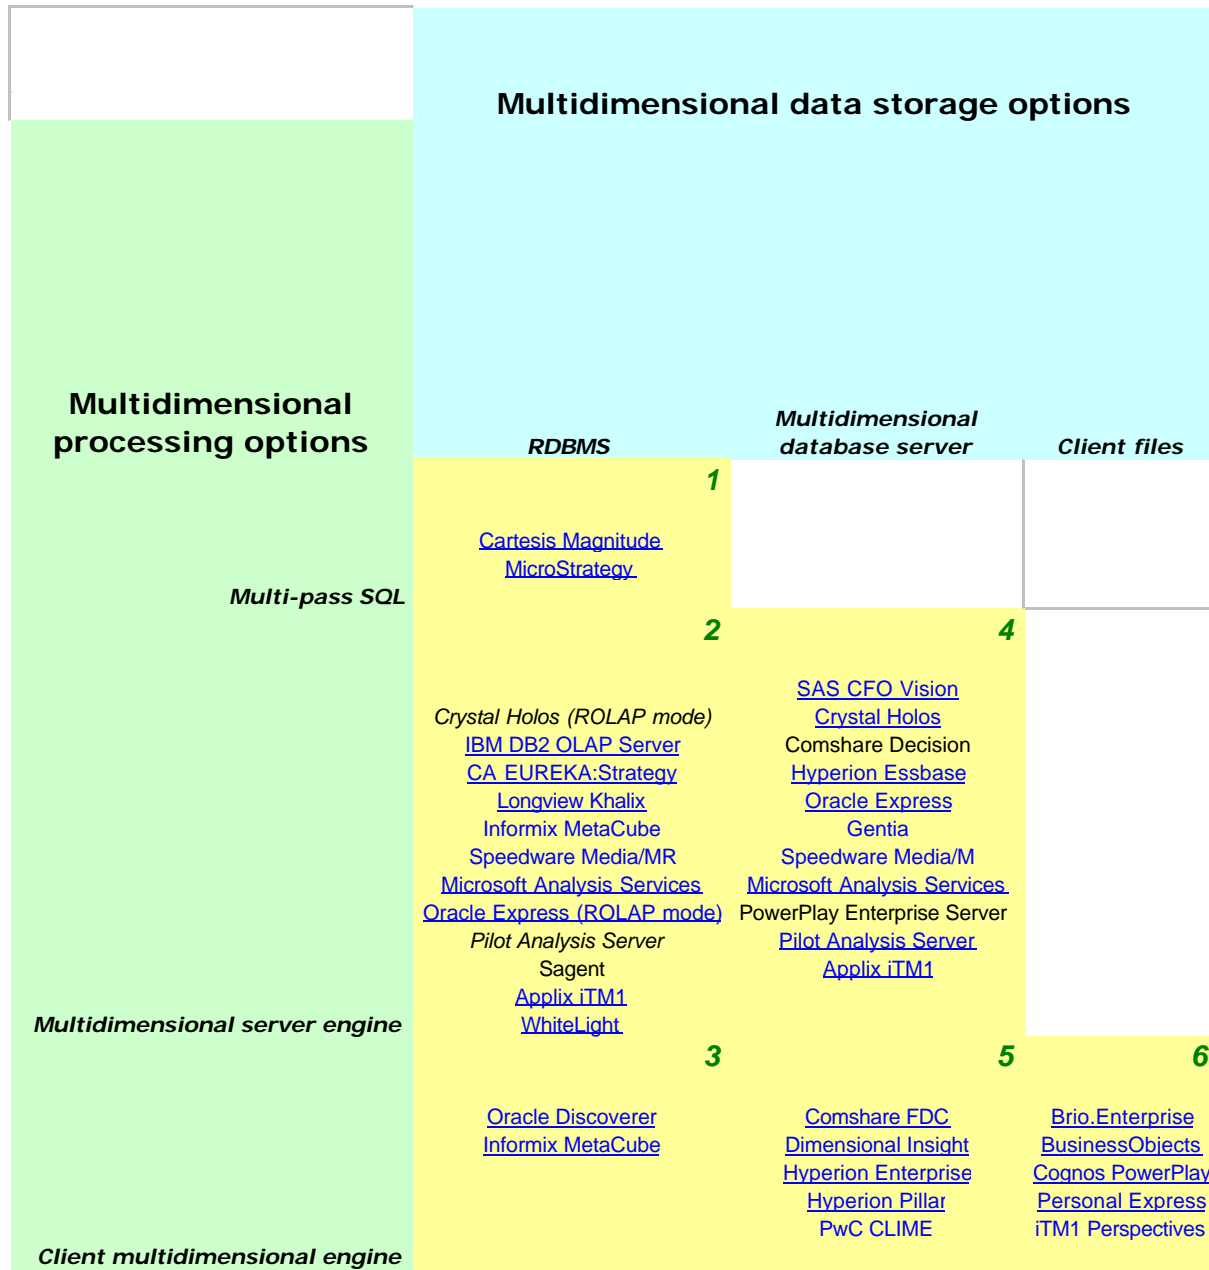 Multidimensional data storage options
Multidimensional
processing options
RDBMS
Multidimensional
database server
Client files
1
Cartesis Magnitude
MicroStrategy
Multi-pass SQL
2
Crystal Holos (ROLAP mode)
IBM DB2 OLAP Server
CA EUREKA:Strategy
Longview Khalix
Informix MetaCube
Speedware Media/MR
Microsoft Analysis Services
Oracle Express (ROLAP mode)
Pilot Analysis Server
Sagent
Applix iTM1
WhiteLight
4
SAS CFO Vision
Crystal Holos
Comshare Decision
Hyperion Essbase
Oracle Express
Gentia
Speedware Media/M
Microsoft Analysis Services
PowerPlay Enterprise Server
Pilot Analysis Server
Applix iTM1
Multidimensional server engine
3
Oracle Discoverer
Informix MetaCube
5
Comshare FDC
Dimensional Insight
Hyperion Enterprise
Hyperion Pillar
PwC CLIME
6
Brio.Enterprise
BusinessObjects
Cognos PowerPlay
Personal Express
iTM1 Perspectives
Client multidimensional engine